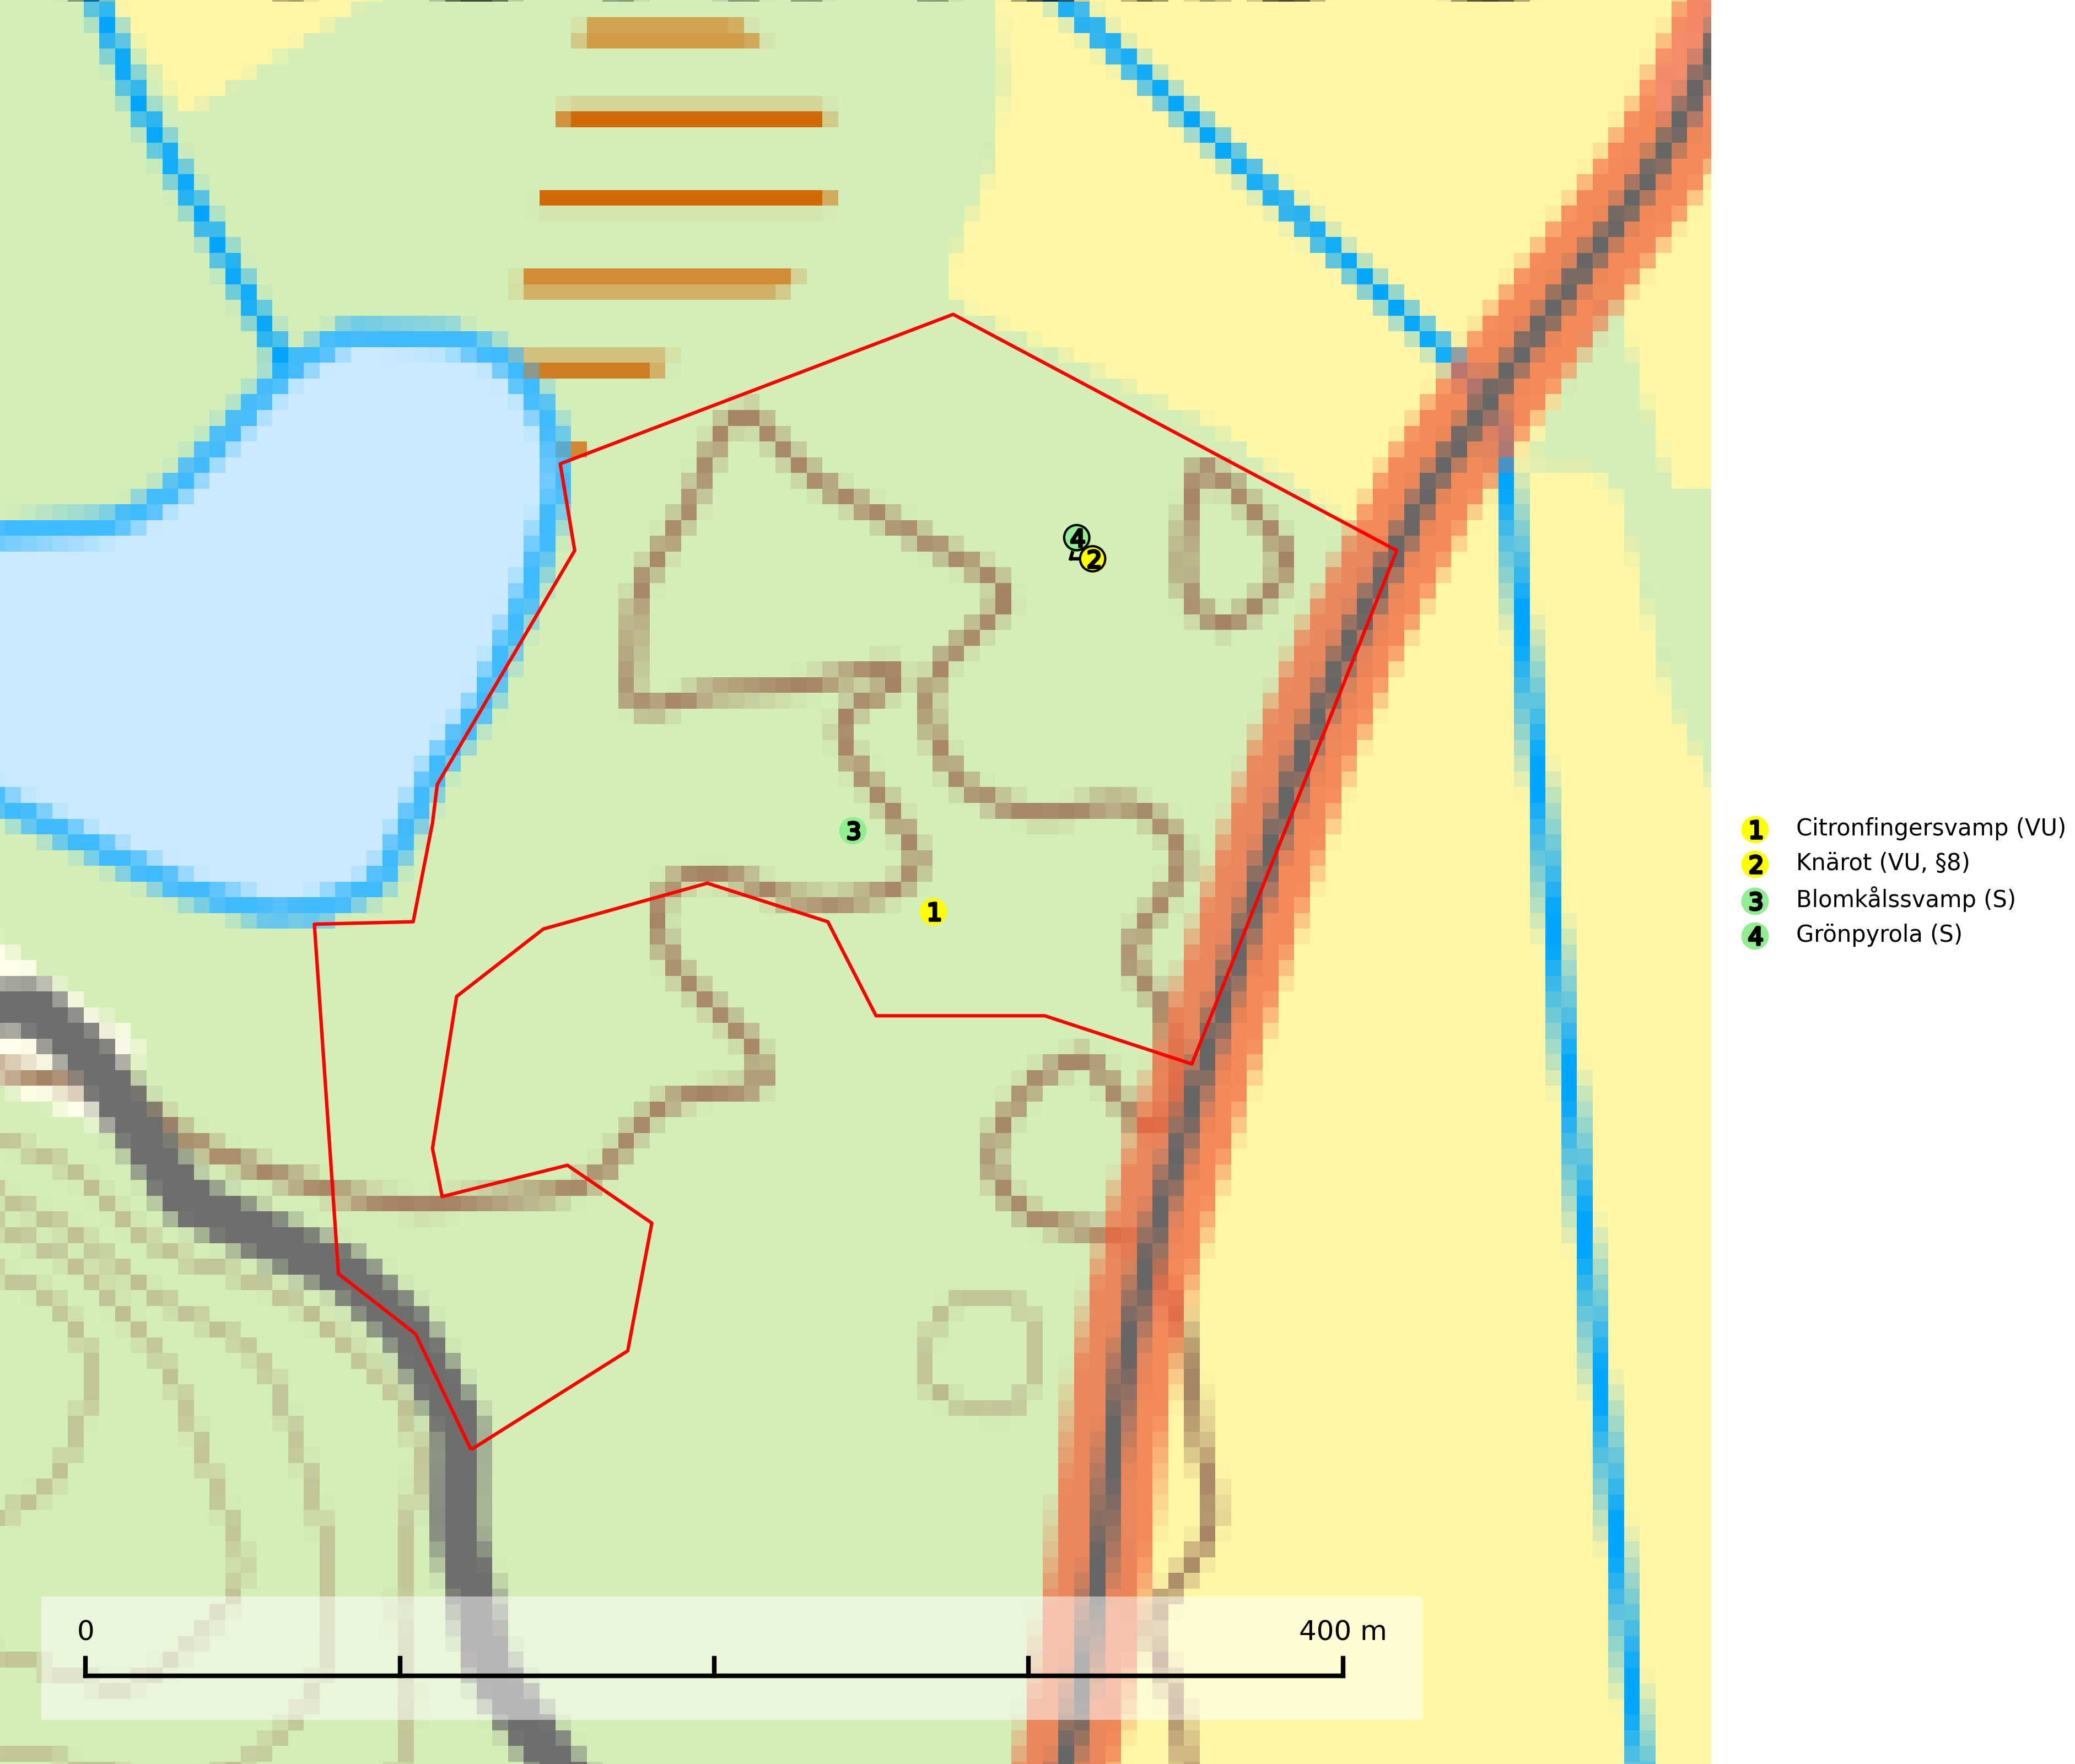 4
2
3
1
1 Citronfingersvamp (VU)
2 Knärot (VU, §8)
3 Blomkålssvamp (S)
4 Grönpyrola (S)
0 400 m